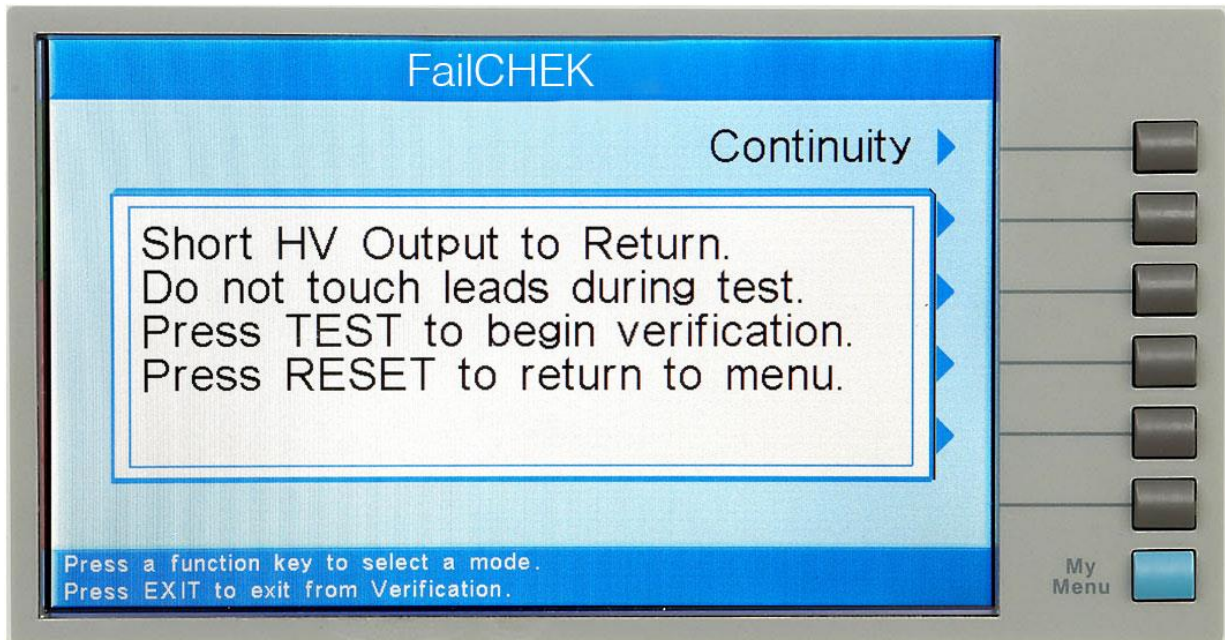 FailCHEK
Continuity
Short HV Output to Return.
Do not touch leads during test.
Press TEST to begin verification.
Press RESET to return to menu.
Press a function key to select a mode.
Press EXIT to exit from Verification.
My
Menu